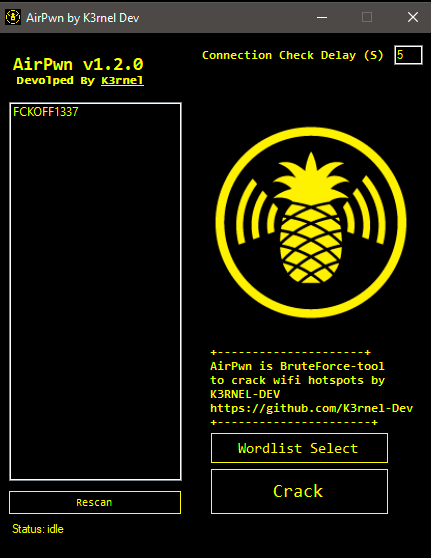 AirPwn by K3rnel Dev
Connection Check Delay (S) 5
AirPwn v1.2.0
Devolped By K3rnel
FCKOFF1337
+---------------------+
AirPwn is BruteForce-tool
to crack wifi hotspots by
K3RNEL-DEV
https://github.com/K3rnel-Dev
+----------------------+
Wordlist Select
Crack
Rescan
Status: idle